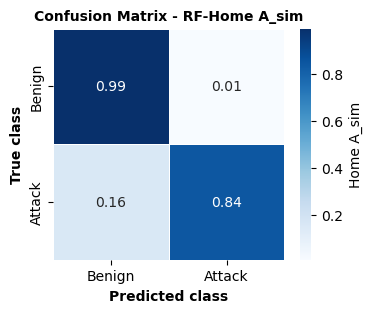 Confusion Matrix - RF-Home A_sim
True class
Benign
0.99
0.01
Attack
0.16
0.84
Benign
Attack
Predicted class
0.8
0.6
0.4
0.2
Home A_sim